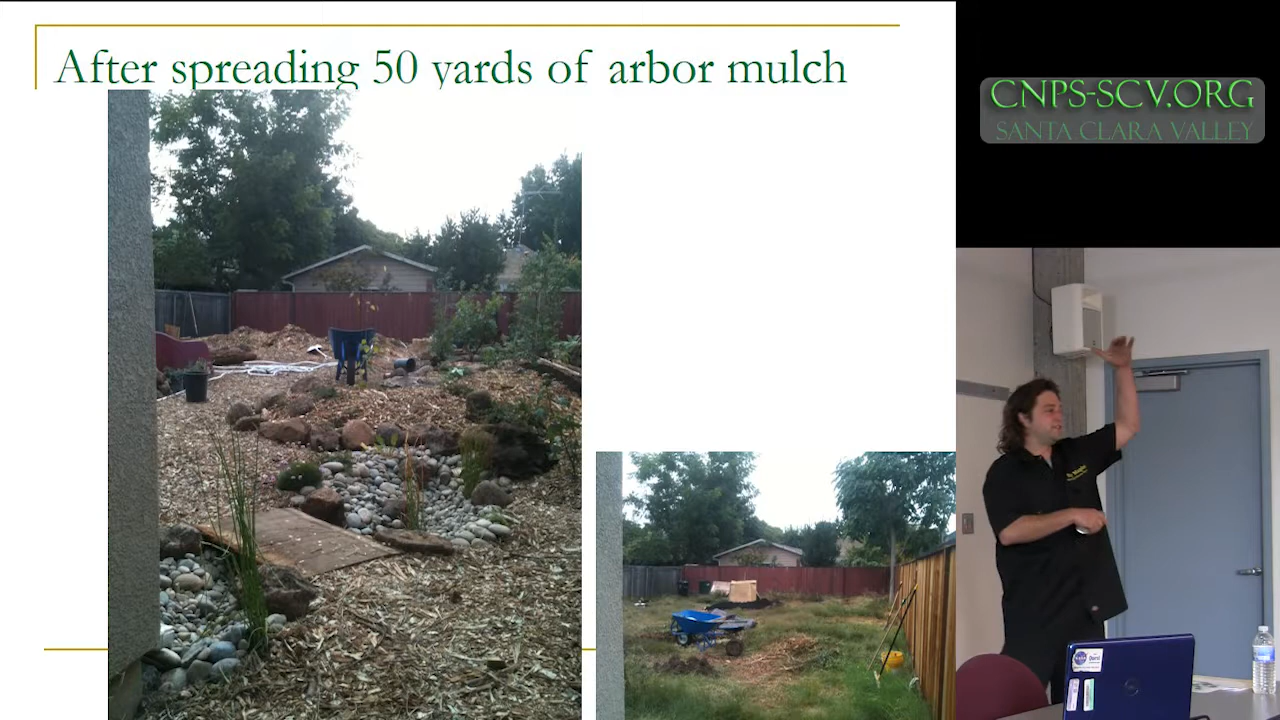 After spreading 50 yards of arbor mulch
CNPS-SCV.ORG
SANTA CLARA VALLEY